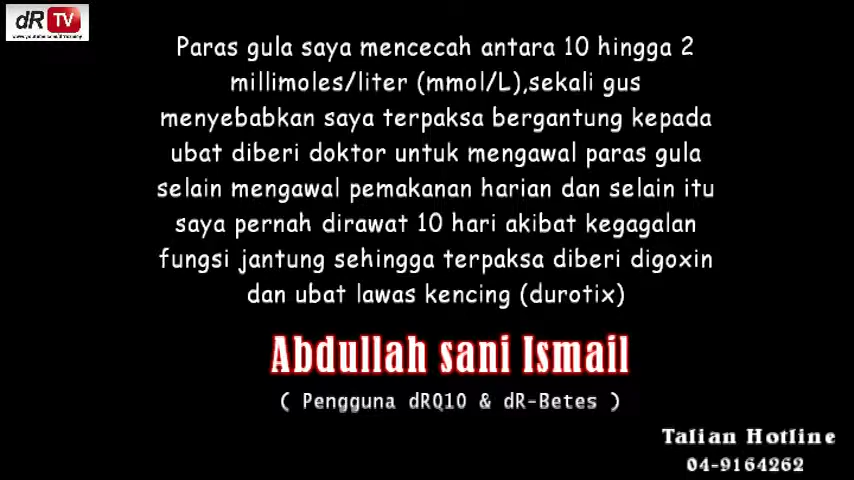 dR TV
Paras gula saya mencecah antara 10 hingga 2
millimoles/liter (mmol/L),sekali gus
menyebabkan saya terpaksa bergantung kepada
ubat diberi doktor untuk mengawal paras gula
selain mengawal pemakanan harian dan selain itu
saya pernah dirawat 10 hari akibat kegagalan
fungsi jantung sehingga terpaksa diberi digoxin
dan ubat lawas kencing (durotix)
Abdullah sani Ismail
( Pengguna dRQ10 & dR-Betes )
Talian Hotline
04-9164262